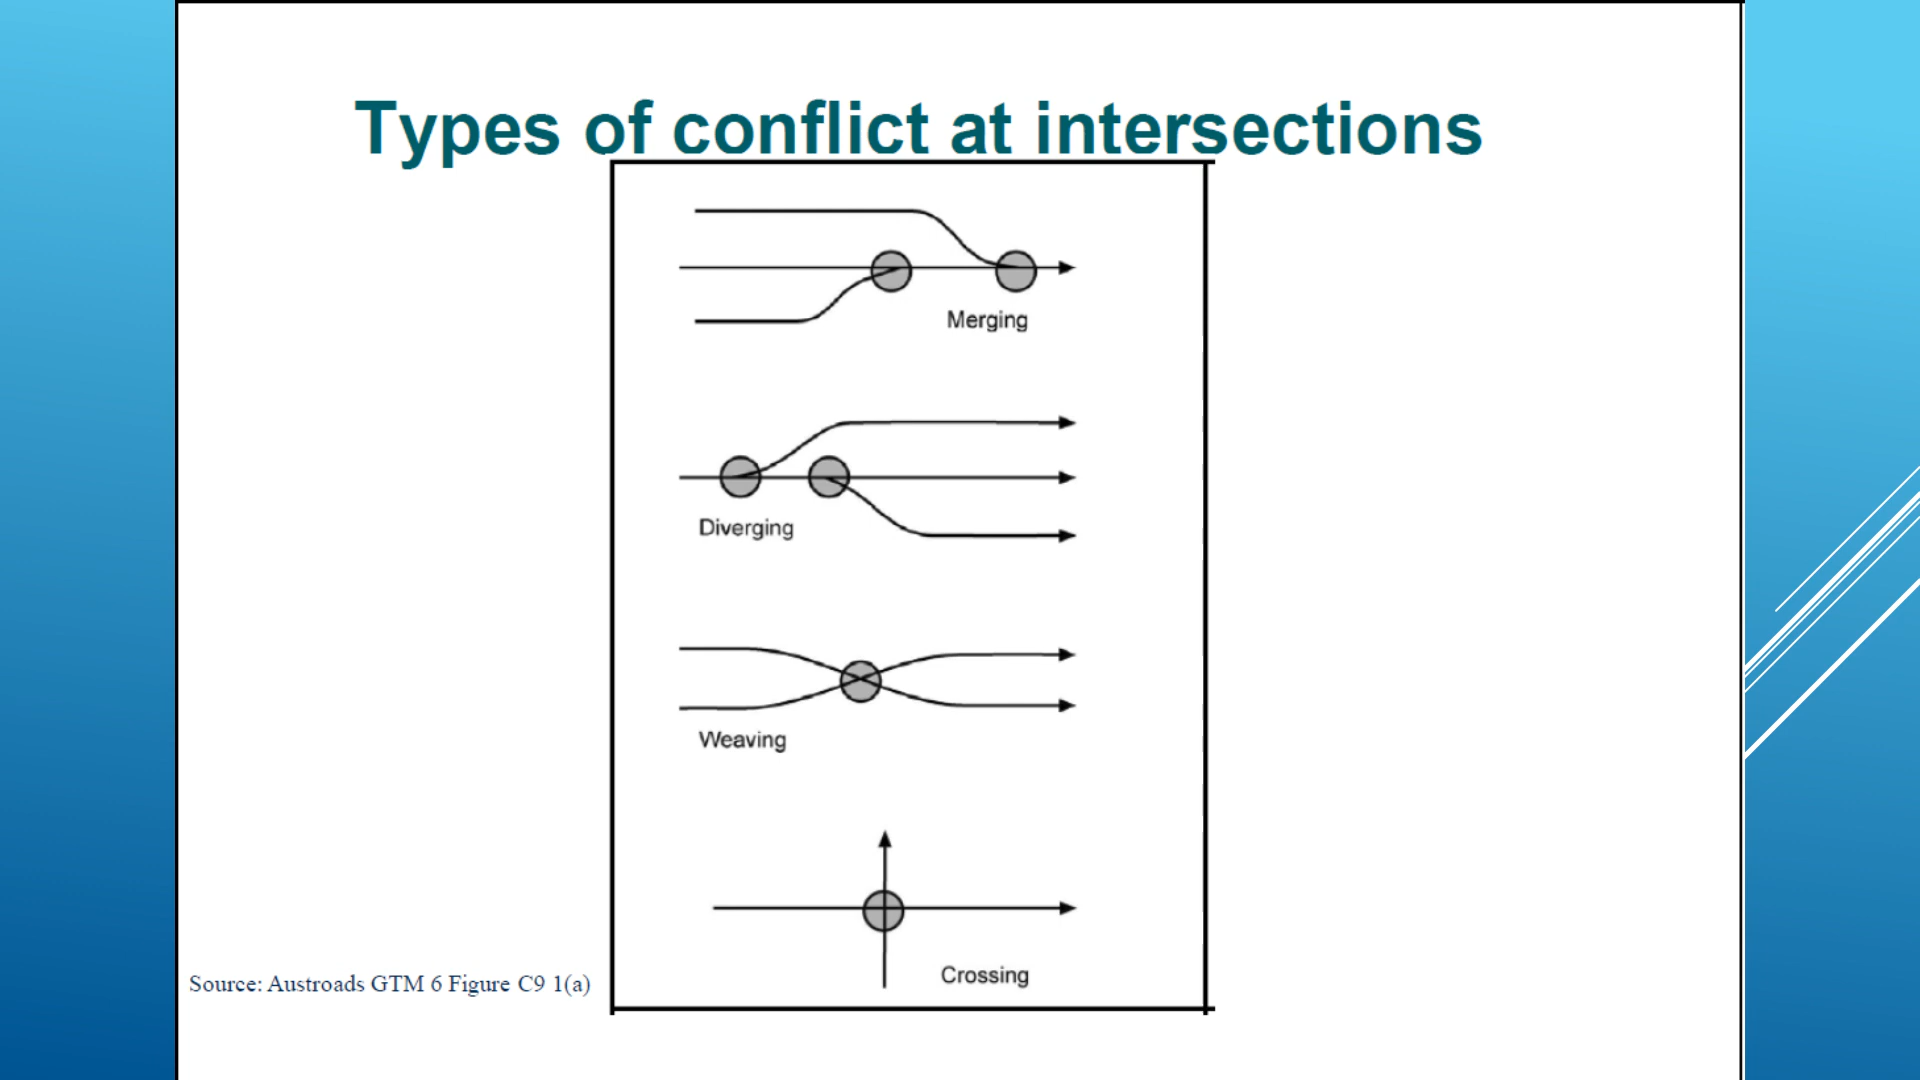 Types of conflict at intersections
Merging
Diverging
Weaving
Crossing
Source: Austroads GTM 6 Figure C9 1(a)